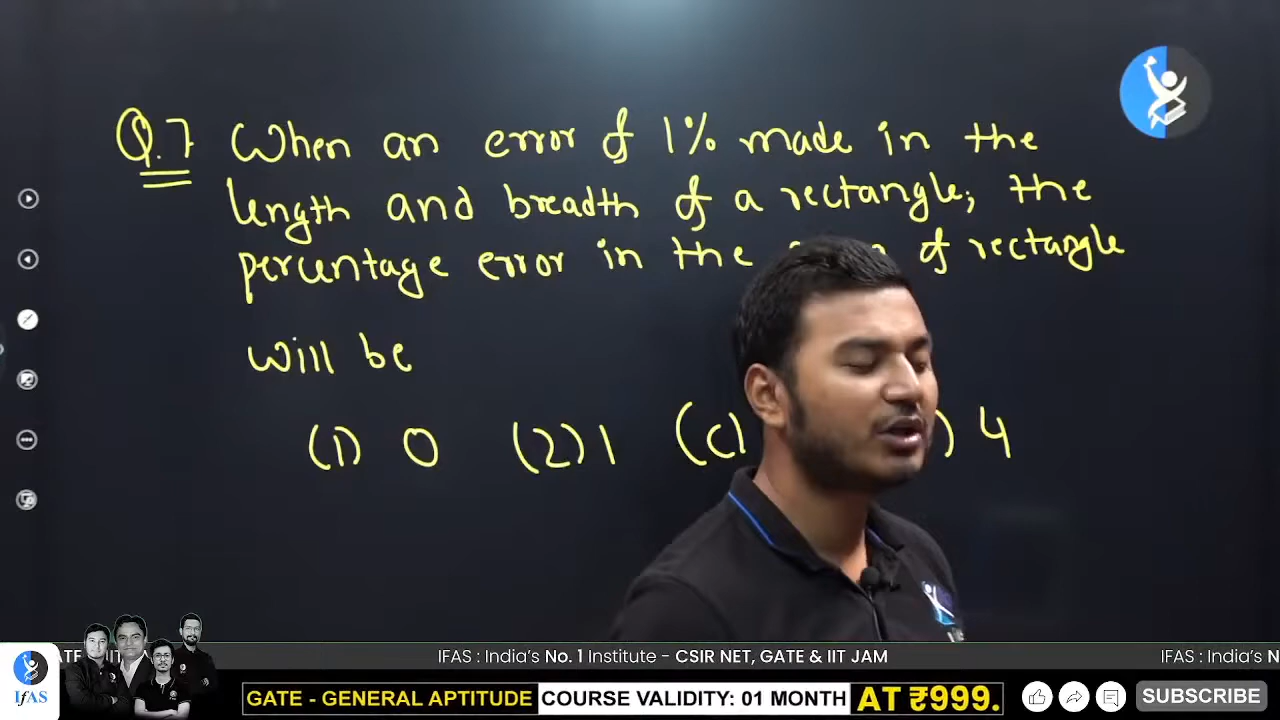 Q.7 When an error of 1% made in the
length and breadth of a rectangle; the
percentage error in the of rectangle
will be
(1) 0 (2) 1 (c) ) 4
IFAS : India's No. 1 Institute - CSIR NET, GATE & IIT JAM
IFAS : India's N
IfAS
GATE - GENERAL APTITUDE COURSE VALIDITY: 01 MONTH AT ₹999.
SUBSCRIBE